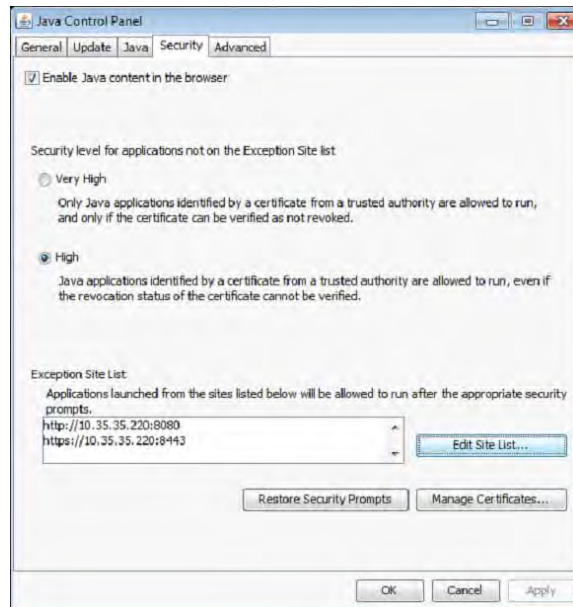 Java Control Panel
General Update Java Security Advanced
Enable Java content in the browser
Security level for applications not on the Exception Site list
Very High
Only Java applications identified by a certificate from a trusted authority are allowed to run,
and only if the certificate can be verified as not revoked.
High
Java applications identified by a certificate from a trusted authority are allowed to run, even if
the revocation status of the certificate cannot be verified.
Exception Site List
Applications launched from the sites listed below will be allowed to run after the appropriate security
prompts.
http://10.35.35.220:8080
https://10.35.35.220:8443
Edit Site List...
Restore Security Prompts Manage Certificates...
OK Cancel Apply